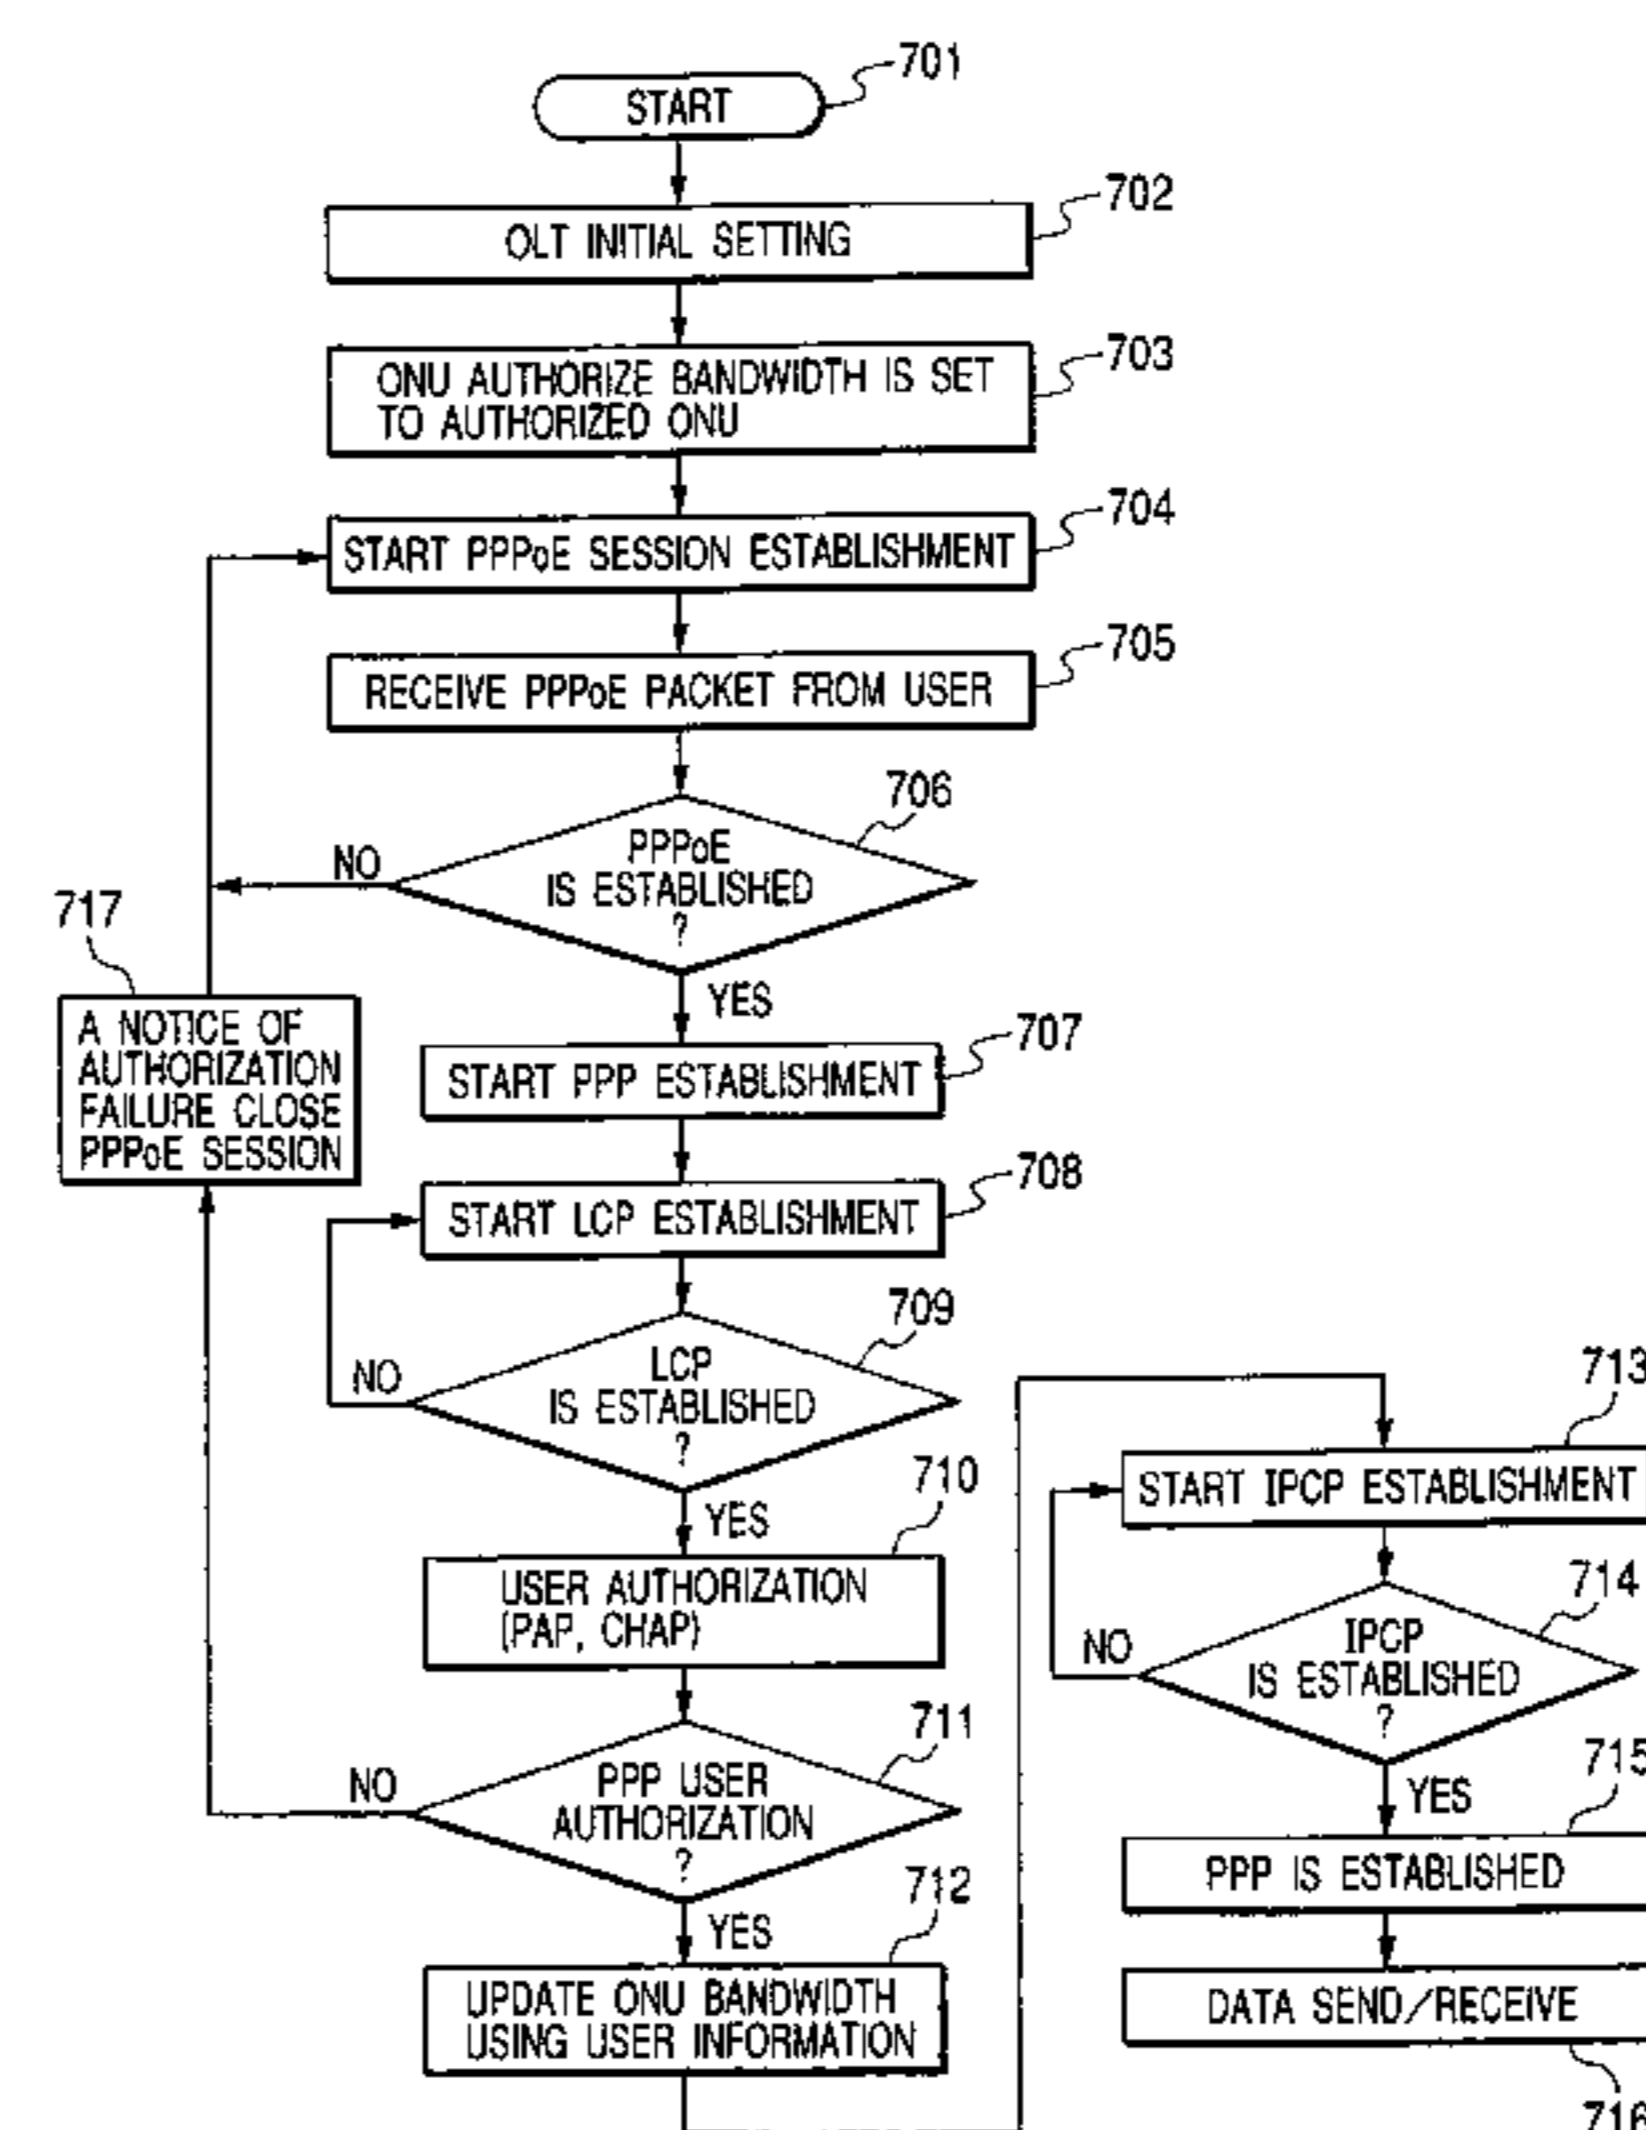 START
701
OLT INITIAL SETTING
702
ONU AUTHORIZE BANDWIDTH IS SET
TO AUTHORIZED ONU
703
START PPPoE SESSION ESTABLISHMENT
704
RECEIVE PPPoE PACKET FROM USER
705
PPPoE
IS ESTABLISHED
?
706
NO
YES
717
A NOTICE OF
AUTHORIZATION
FAILURE CLOSE
PPPoE SESSION
START PPP ESTABLISHMENT
707
START LCP ESTABLISHMENT
708
LCP
IS ESTABLISHED
?
709
NO
YES
USER AUTHORIZATION
(PAP, CHAP)
710
PPP USER
AUTHORIZATION
?
711
NO
YES
UPDATE ONU BANDWIDTH
USING USER INFORMATION
712
713
START IPCP ESTABLISHMENT
714
IPCP
IS ESTABLISHED
?
NO
YES
715
PPP IS ESTABLISHED
DATA SEND/RECEIVE
716